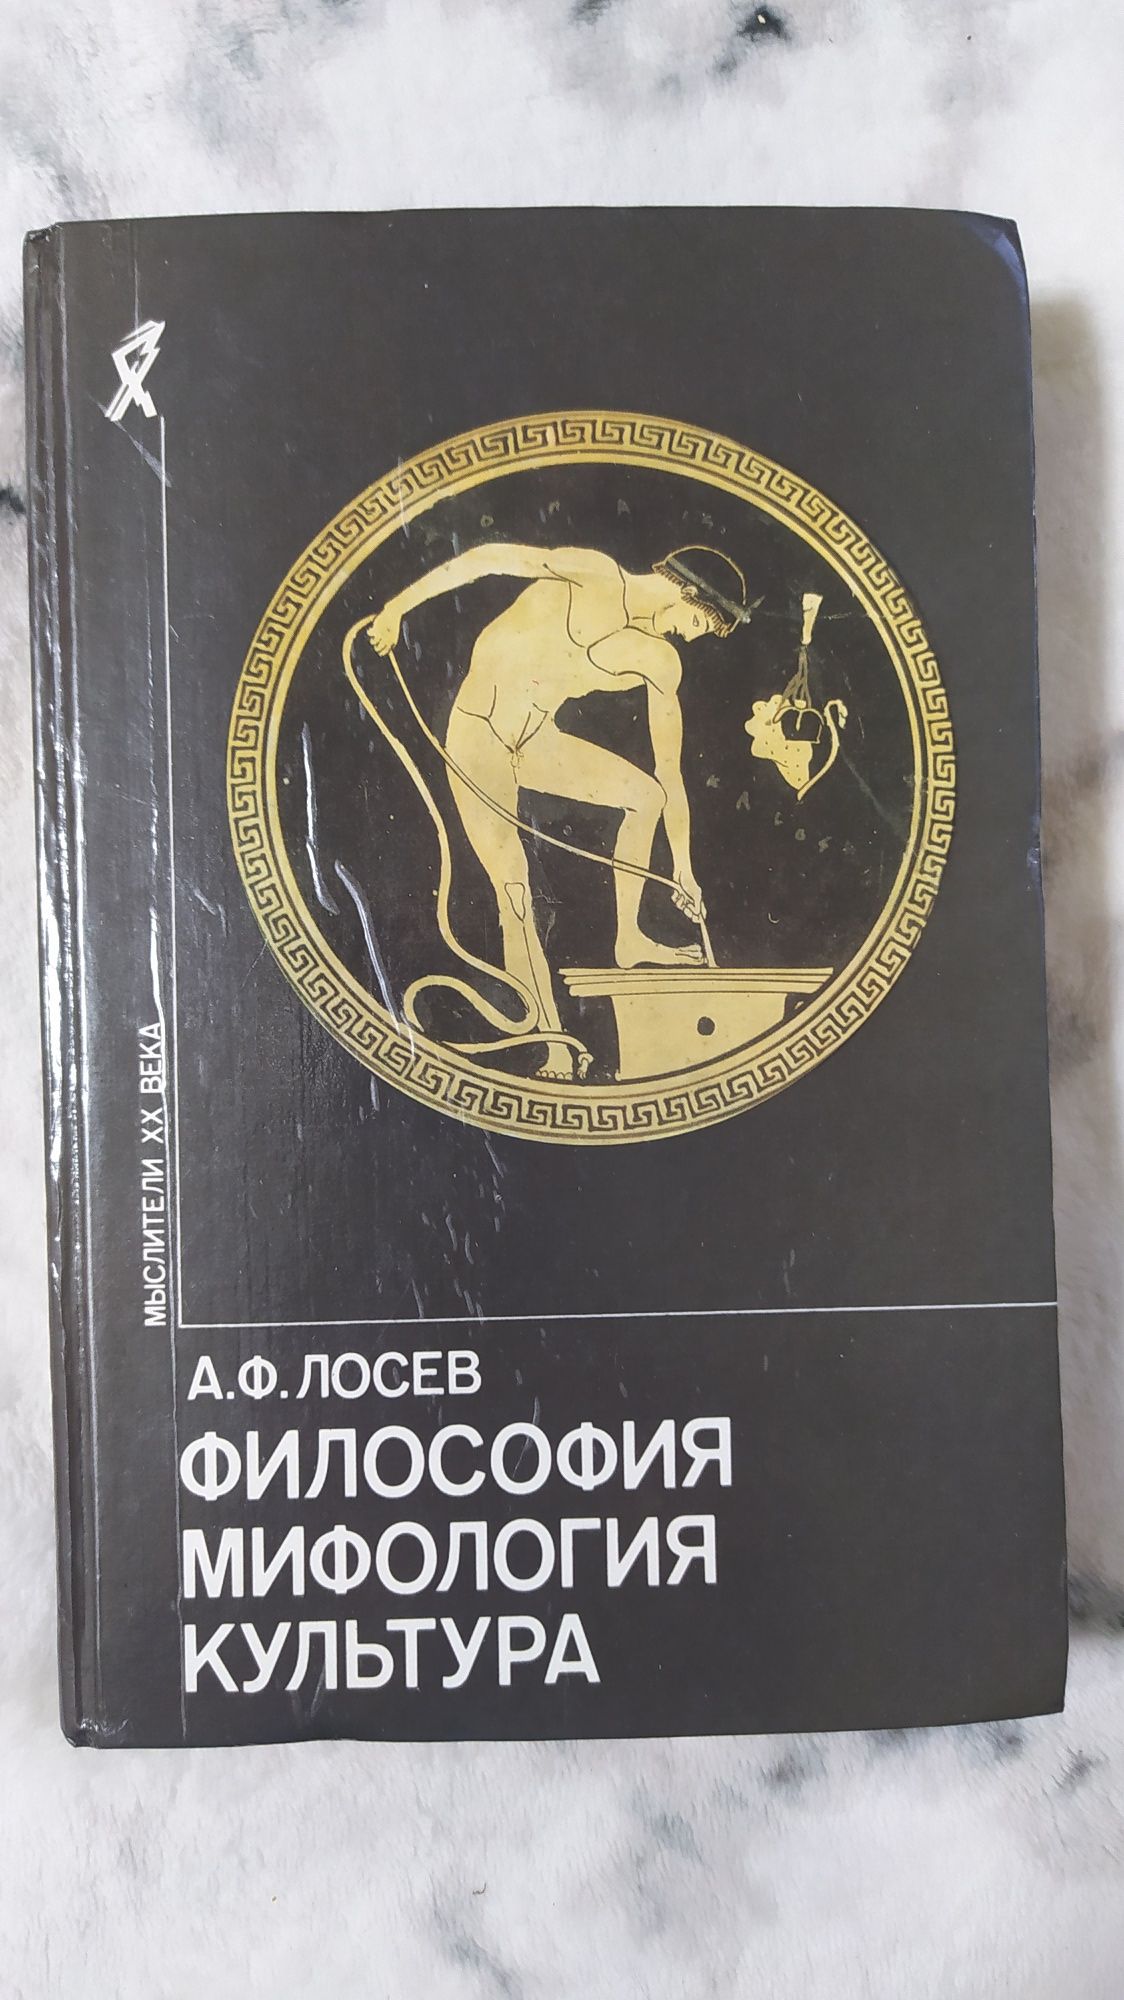 МЫСЛИТЕЛИ XX ВЕКА
А.Ф.ЛОСЕВ
ФИЛОСОФИЯ
МИФОЛОГИЯ
КУЛЬТУРА